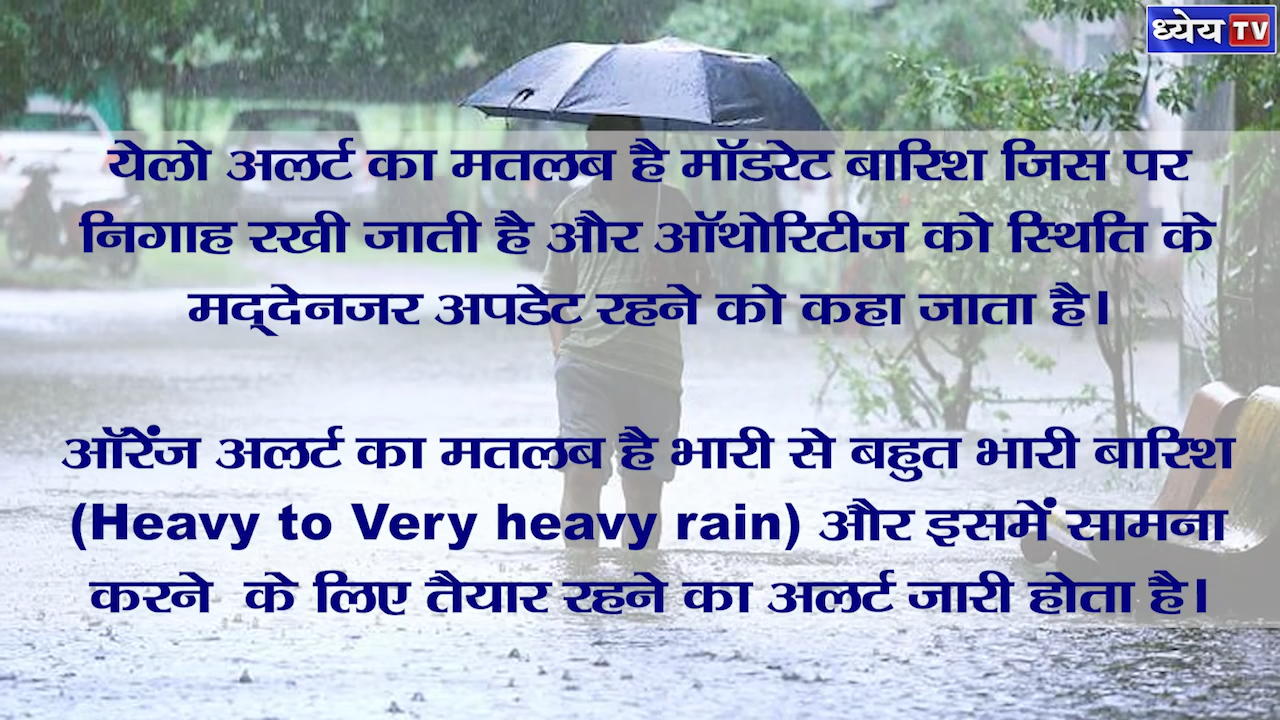 ध्येय TV
येलो अलर्ट का मतलब है मॉडरेट बारिश जिस पर
निगाह रखी जाती है और ऑथोरिटीज को स्थिति के
मद्‌देनजर अपडेट रहने को कहा जाता है।
ऑरेंज अलर्ट का मतलब है भारी से बहुत भारी बारिश
(Heavy to Very heavy rain) और इसमें सामना
करने के लिए तैयार रहने का अलर्ट जारी होता है।